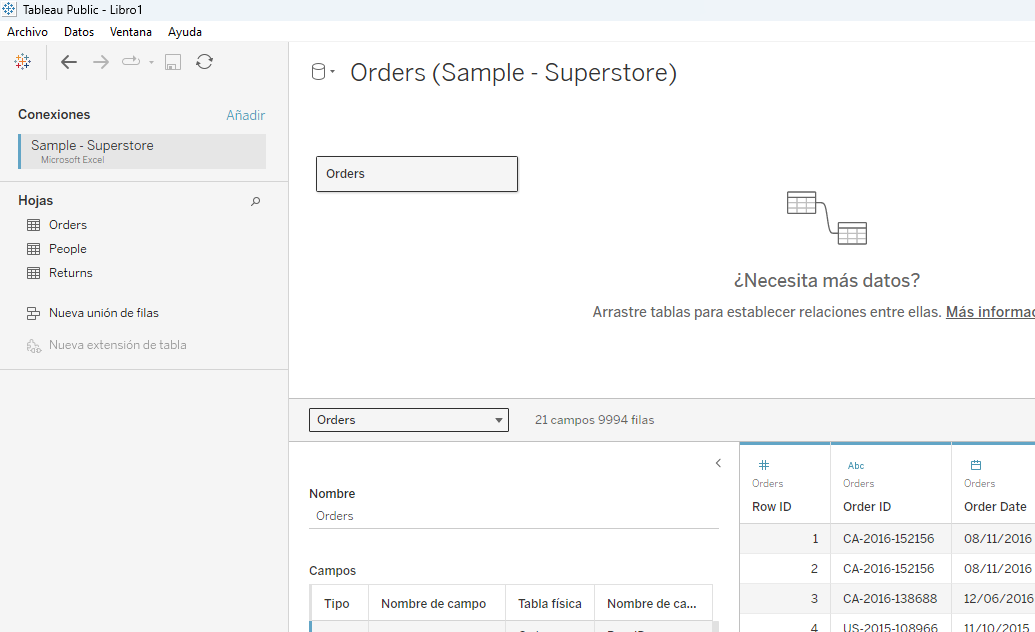 Tableau Public - Libro1
Archivo Datos Ventana Ayuda
Conexiones Añadir
Sample - Superstore
Microsoft Excel
Hojas
Orders
People
Returns
Nueva unión de filas
Nueva extensión de tabla
Orders (Sample - Superstore)
Orders
¿Necesita más datos?
Arrastre tablas para establecer relaciones entre ellas. Más informac
Orders 21 campos 9994 filas
Nombre
Orders
Campos
Tipo Nombre de campo Tabla física Nombre de ca...
# Abc
Orders Orders Orders
Row ID Order ID Order Date
1 CA-2016-152156 08/11/2016
2 CA-2016-152156 08/11/2016
3 CA-2016-138688 12/06/2016
4 US-2015-108966 11/10/2015